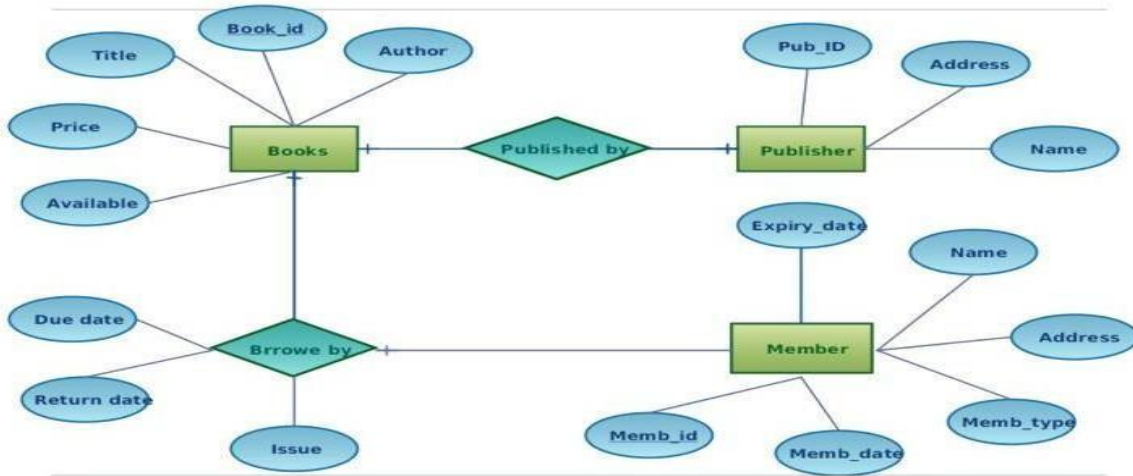 Book_id
Title
Author
Price
Books
Available
Published by
Pub_ID
Address
Publisher
Name
Expiry_date
Name
Due date
Brrowe by
Member
Address
Return date
Issue
Memb_id
Memb_date
Memb_type